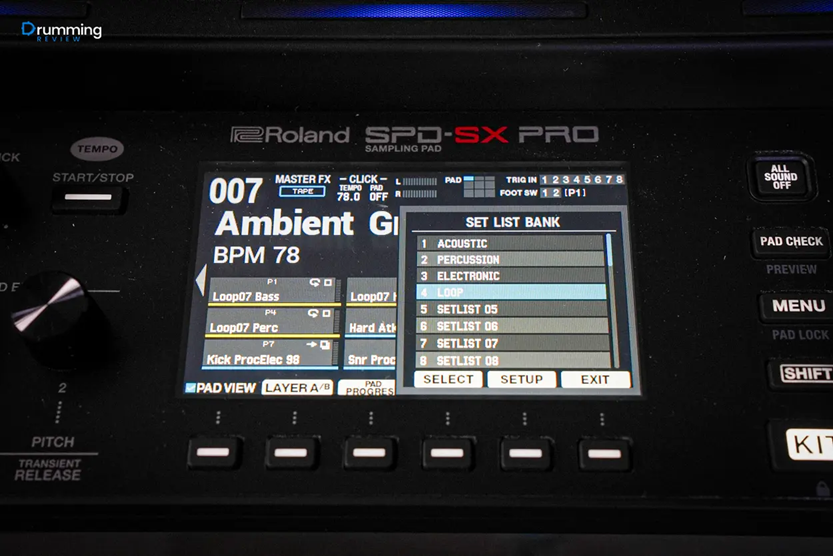 Drumming
REVIEW
Roland SPD-SX PRO
SAMPLING PAD
TEMPO
START/STOP
007
MASTER FX
TAPE
-CLICK-
TEMPO PAD
78.0 OFF
L
R
PAD
TRIG IN 1 2 3 4 5 6 7 8
FOOT SW 1 2 [P1]
Ambient
BPM 78
P1
Loop07 Bass
P4
Loop07 Perc
P7
Kick ProcElec 98
Loop07
Hard
Snr
PAD VIEW
LAYER A/B
PAD
SET LIST BANK
1 ACOUSTIC
2 PERCUSSION
3 ELECTRONIC
4 LOOP
5 SETLIST 05
6 SETLIST 06
7 SETLIST 07
8 SETLIST 08
SELECT
SETUP
EXIT
ALL
SOUND
OFF
PAD CHECK
PREVIEW
MENU
PAD LOCK
SHIFT
2
PITCH
TRANSIENT
RELEASE